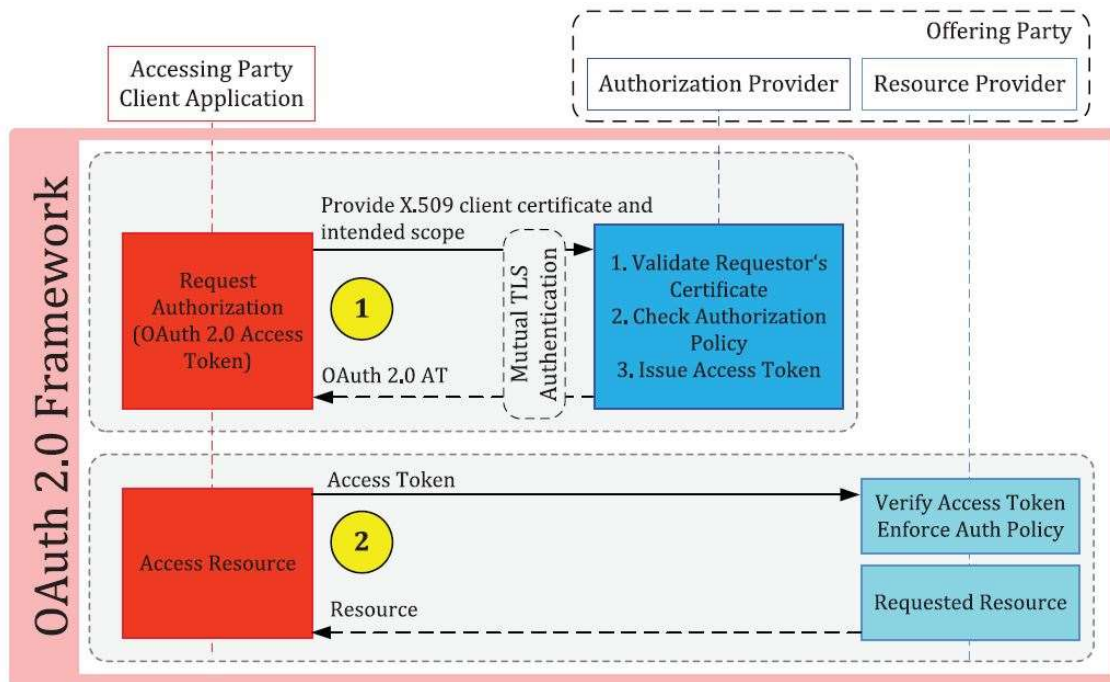 Offering Party
Accessing Party
Client Application
Authorization Provider
Resource Provider
OAuth 2.0 Framework
Provide X.509 client certificate and
intended scope
Request
Authorization
(OAuth 2.0 Access
Token)
1
Mutual TLS
Authentication
1. Validate Requestor‘s
Certificate
2. Check Authorization
Policy
3. Issue Access Token
OAuth 2.0 AT
Access Token
Access Resource
2
Verify Access Token
Enforce Auth Policy
Requested Resource
Resource